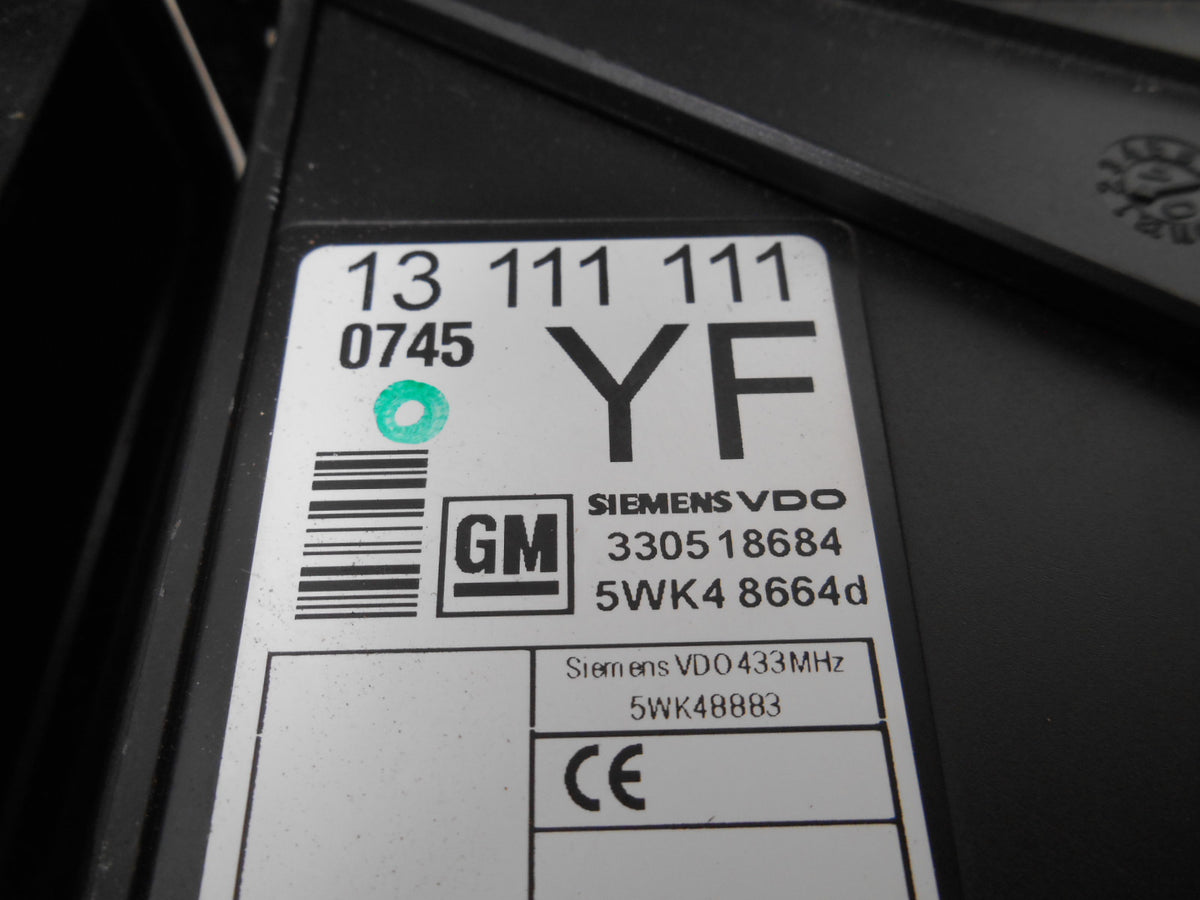 13 111 111
0745
YF
GM
SIEMENS VDO
330518684
5WK4 8664d
Siemens VDO 433MHz
5WK48883
CE